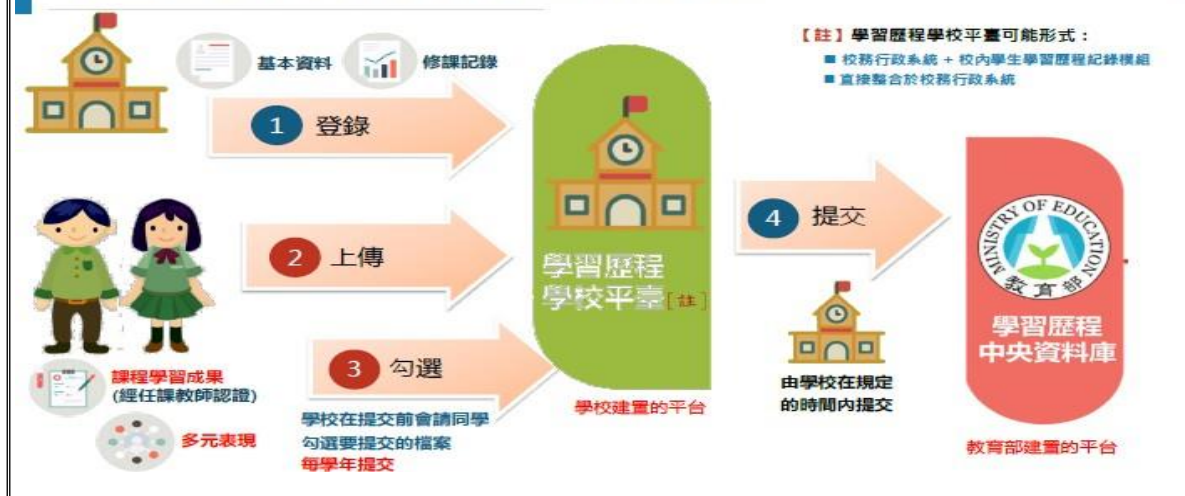 【註】學習歷程學校平臺可能形式：
■ 校務行政系統 + 校內學生學習歷程紀錄模組
■ 直接整合於校務行政系統
基本資料
修課記錄
1 登錄
2 上傳
課程學習成果
(經任課教師認證)
多元表現
3 勾選
學校在提交前會請同學
勾選要提交的檔案
每學年提交
學習歷程
學校平臺[註]
學校建置的平台
4 提交
由學校在規定
的時間內提交
MINISTRY OF EDUCATION
教育部
學習歷程
中央資料庫
教育部建置的平台